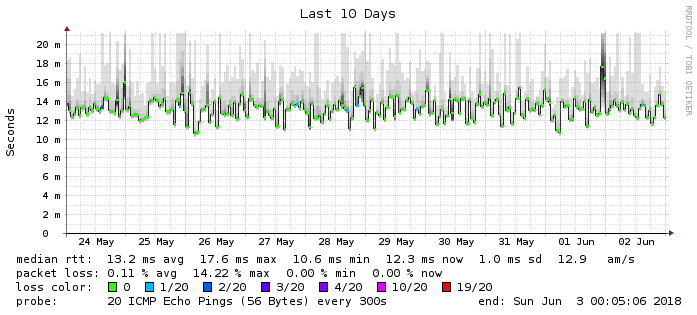 Last 10 Days
RRDTOOL / TOBI OETIKER
Seconds
20 m
18 m
16 m
14 m
12 m
10 m
8 m
6 m
4 m
2 m
0
24 May 25 May 26 May 27 May 28 May 29 May 30 May 31 May 01 Jun 02 Jun
median rtt: 13.2 ms avg 17.6 ms max 10.6 ms min 12.3 ms now 1.0 ms sd 12.9 am/s
packet loss: 0.11 % avg 14.22 % max 0.00 % min 0.00 % now
loss color: 0 1/20 2/20 3/20 4/20 10/20 19/20
probe: 20 ICMP Echo Pings (56 Bytes) every 300s end: Sun Jun 3 00:05:06 2018